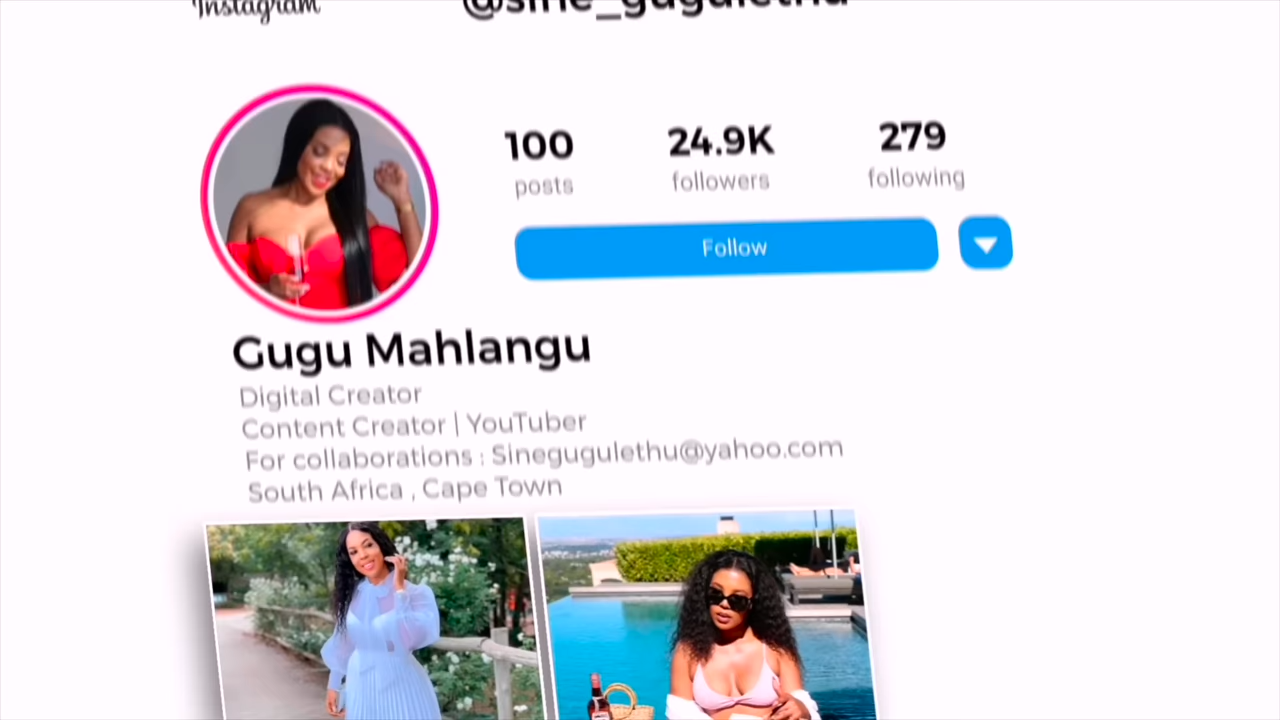 Instagram
@sine_gugulethu
100 24.9K 279
posts followers following
Follow
Gugu Mahlangu
Digital Creator
Content Creator | YouTuber
For collaborations : Sinegugulethu@yahoo.com
South Africa , Cape Town